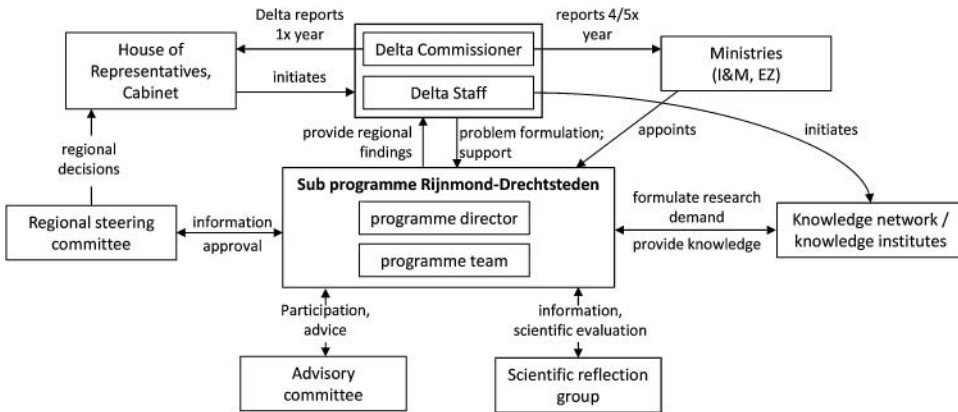 Delta reports
1x year
reports 4/5x
year
House of
Representatives,
Cabinet
Delta Commissioner
Delta Staff
Ministries
(I&M, EZ)
initiates
provide regional
findings
problem formulation;
support
appoints
initiates
regional
decisions
Sub programme Rijnmond-Drechtsteden
programme director
programme team
Regional steering
committee
information
approval
formulate research
demand
provide knowledge
Knowledge network /
knowledge institutes
Participation,
advice
information,
scientific evaluation
Advisory
committee
Scientific reflection
group